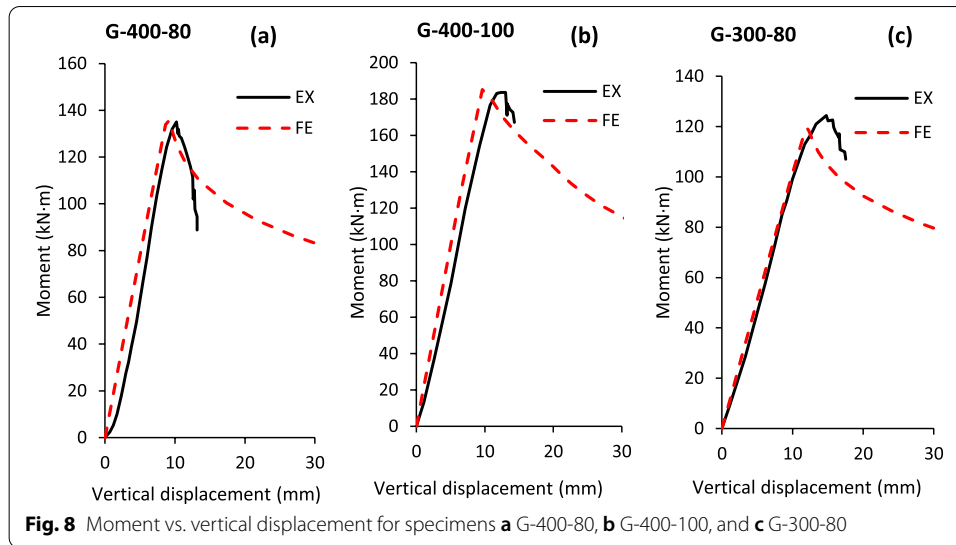 G-400-80 (a)
160
140
120
100
80
60
40
20
0
0 10 20 30
Moment (kN·m)
Vertical displacement (mm)
EX
FE
G-400-100 (b)
200
180
160
140
120
100
80
60
40
20
0
0 10 20 30
Moment (kN·m)
Vertical displacement (mm)
EX
FE
G-300-80 (c)
140
120
100
80
60
40
20
0
0 10 20 30
Moment (kN·m)
Vertical displacement (mm)
EX
FE
Fig. 8 Moment vs. vertical displacement for specimens a G-400-80, b G-400-100, and c G-300-80